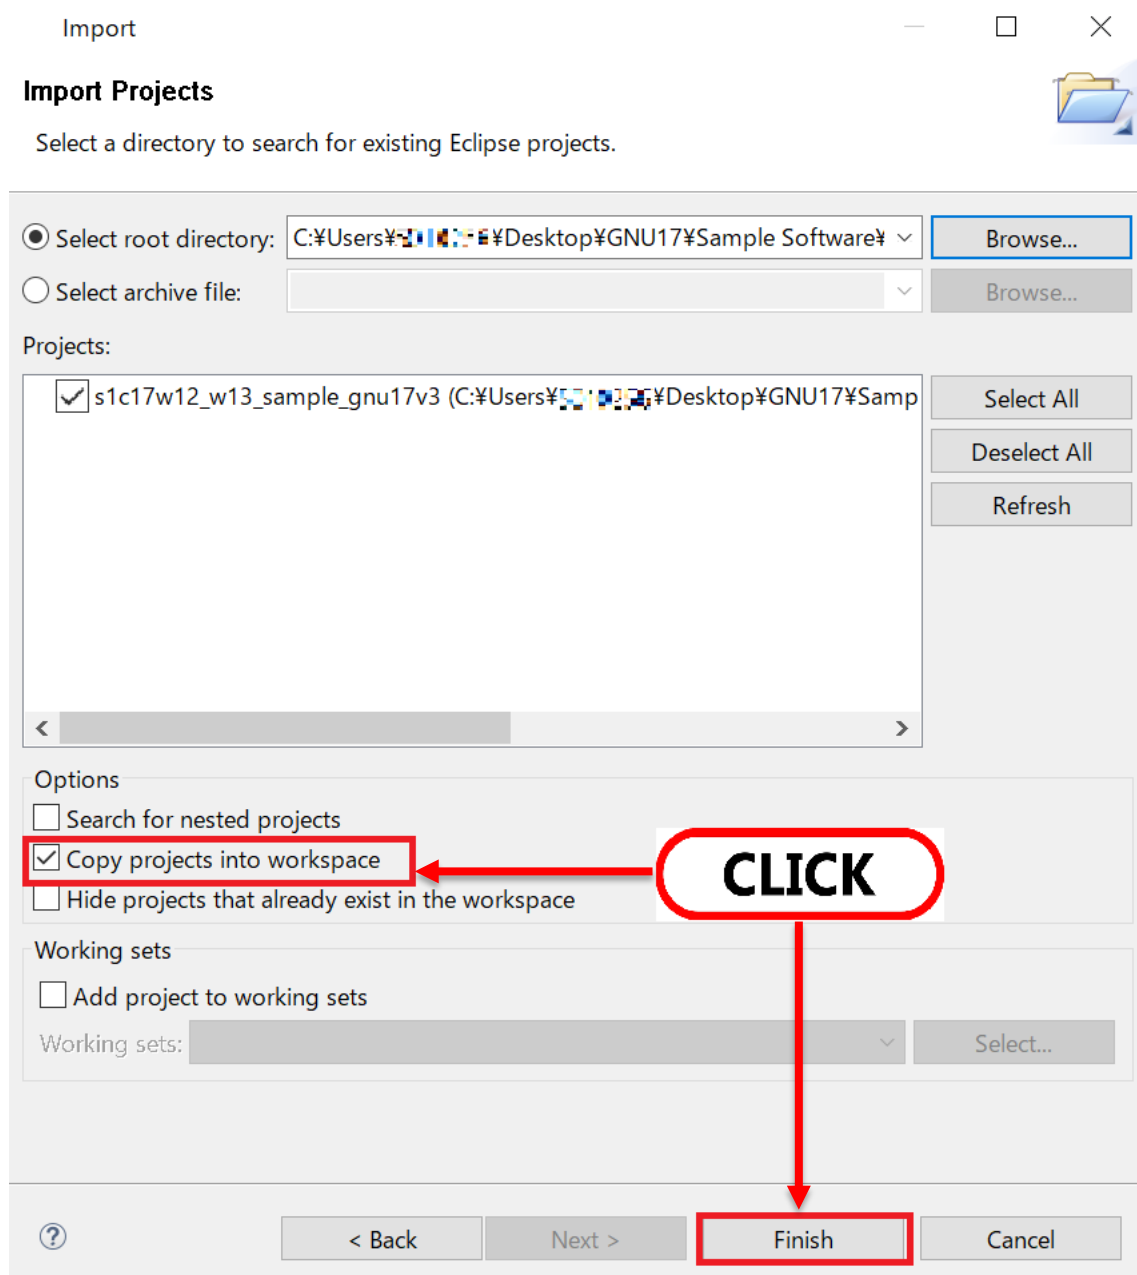 Import
Import Projects
Select a directory to search for existing Eclipse projects.
Select root directory: C:¥Users¥ ¥Desktop¥GNU17¥Sample Software¥ Browse...
Select archive file: Browse...
Projects:
s1c17w12_w13_sample_gnu17v3 (C:¥Users¥ ¥Desktop¥GNU17¥Samp
Select All
Deselect All
Refresh
Options
Search for nested projects
Copy projects into workspace
CLICK
Hide projects that already exist in the workspace
Working sets
Add project to working sets
Working sets: Select...
< Back Next > Finish Cancel